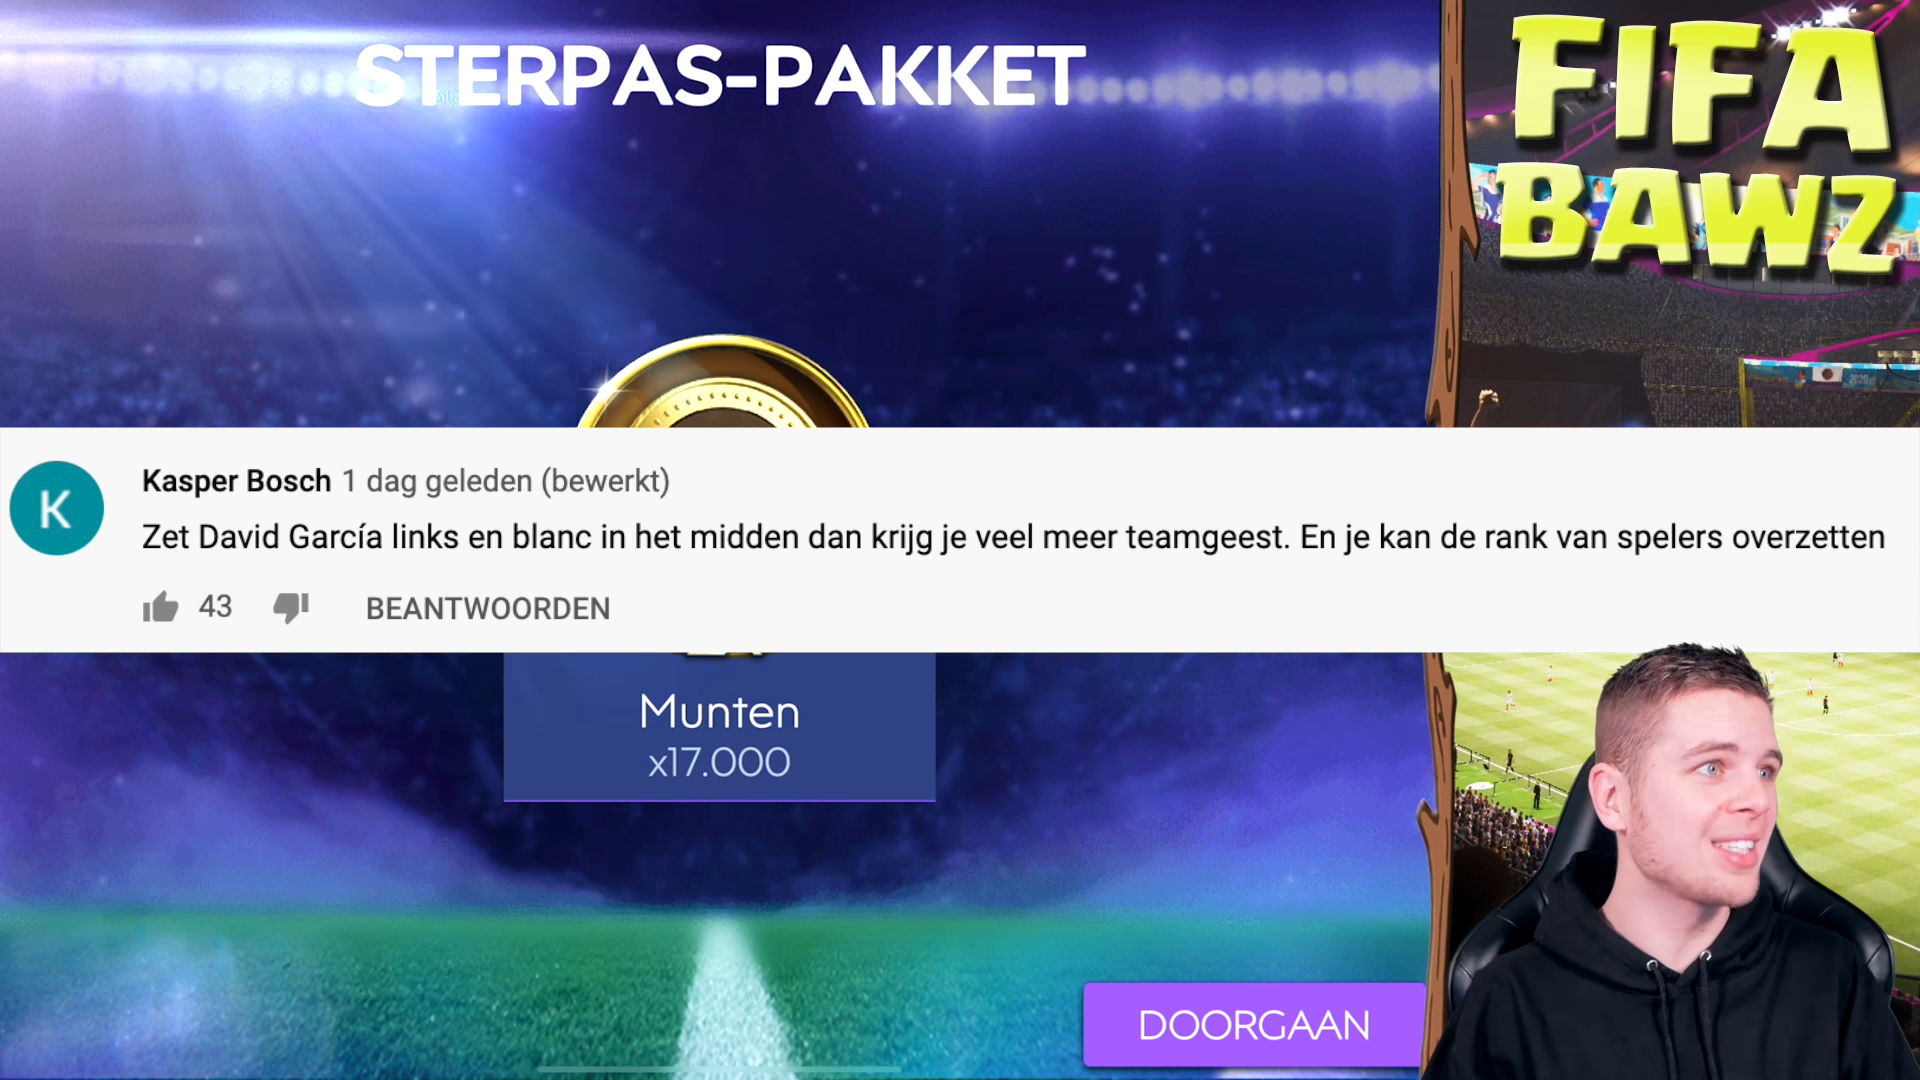 STERPAS-PAKKET
FIFA
BAWZ
2020
K
Kasper Bosch 1 dag geleden (bewerkt)
Zet David García links en blanc in het midden dan krijg je veel meer teamgeest. En je kan de rank van spelers overzetten
43
BEANTWOORDEN
Munten
x17.000
DOORGAAN